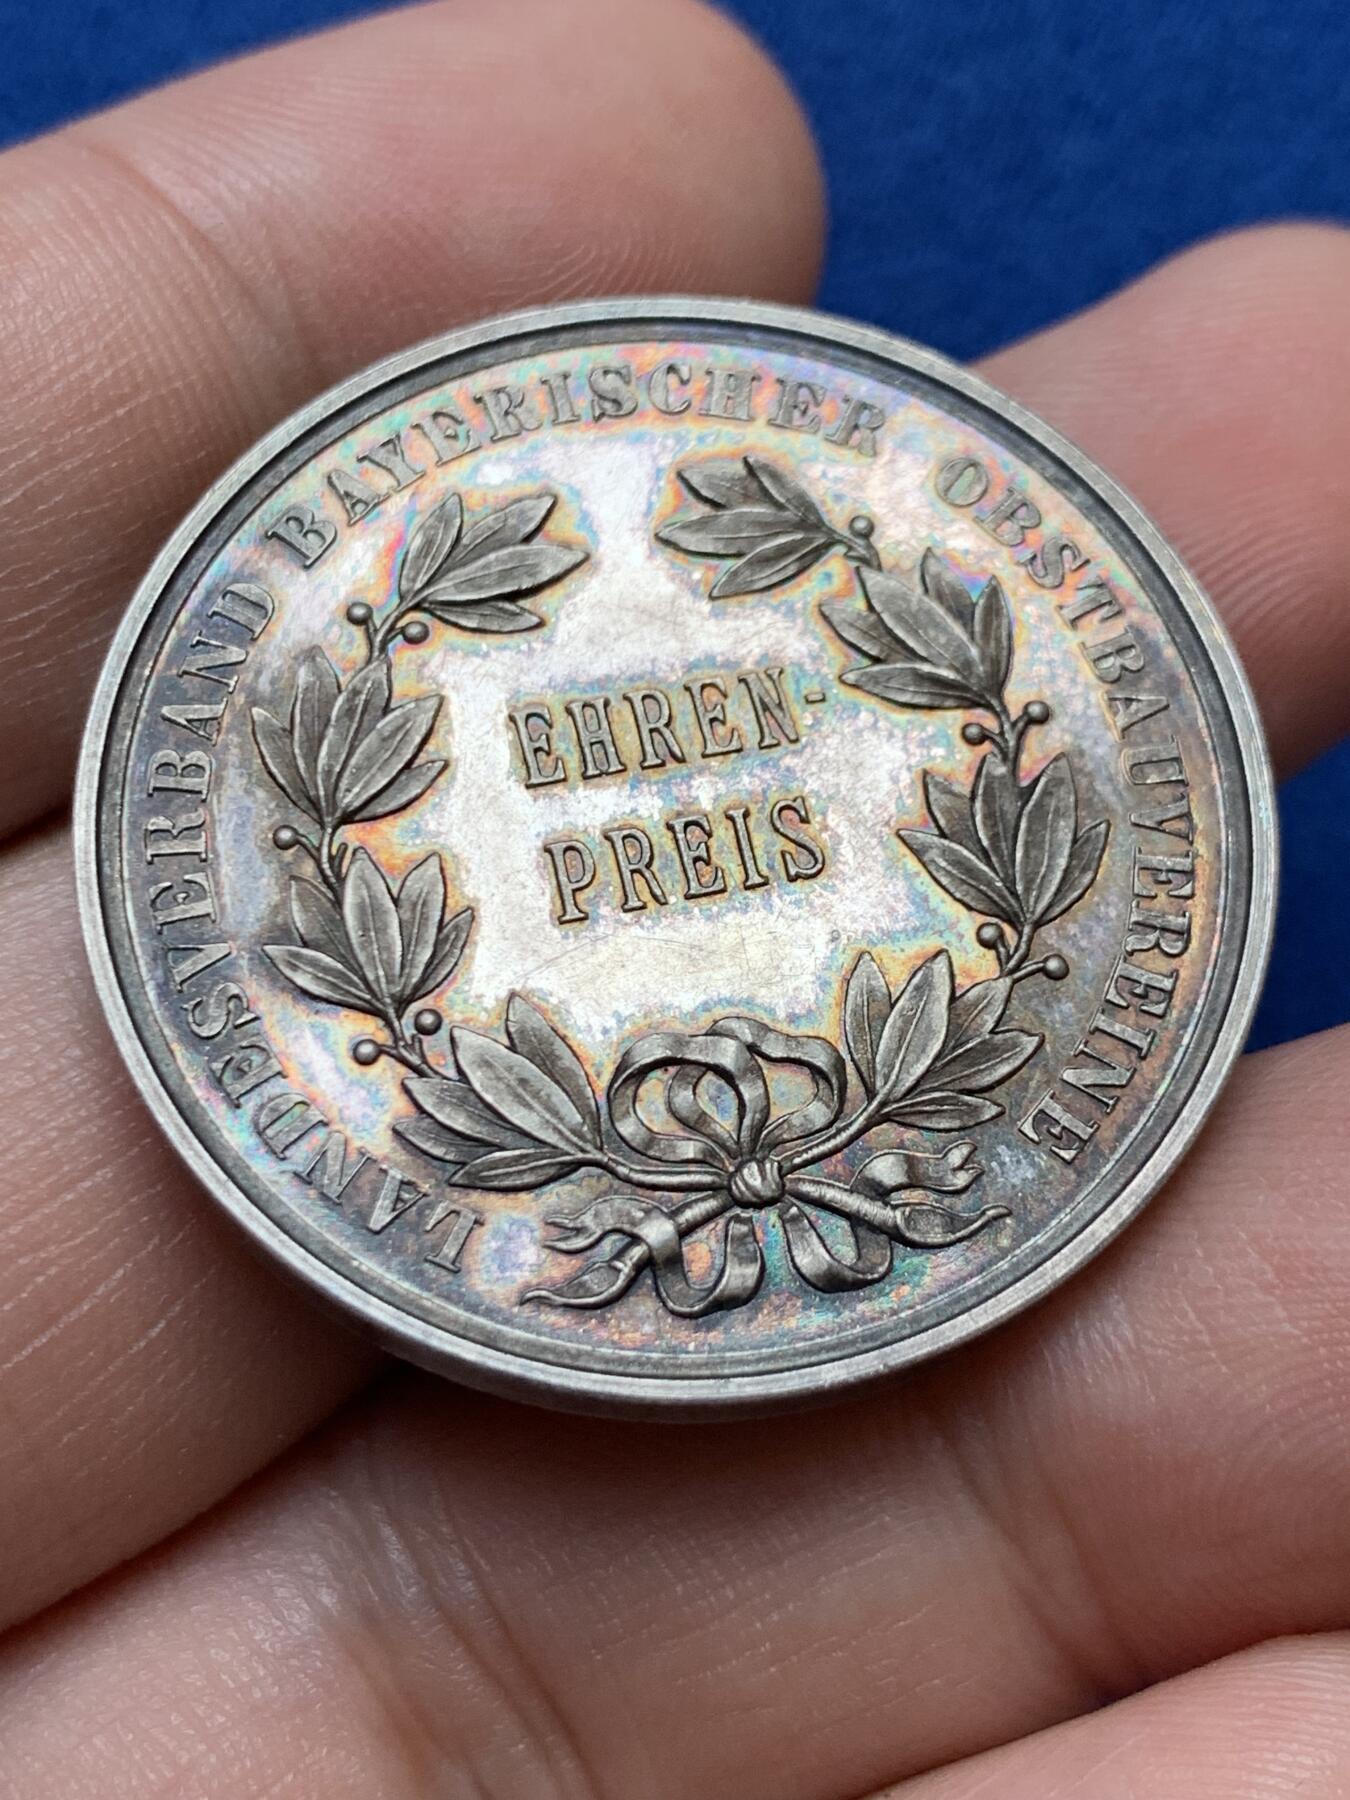 LANDESVERBAND BAYERISCHER OBSTBAUVEREINE
EHREN-
PREIS